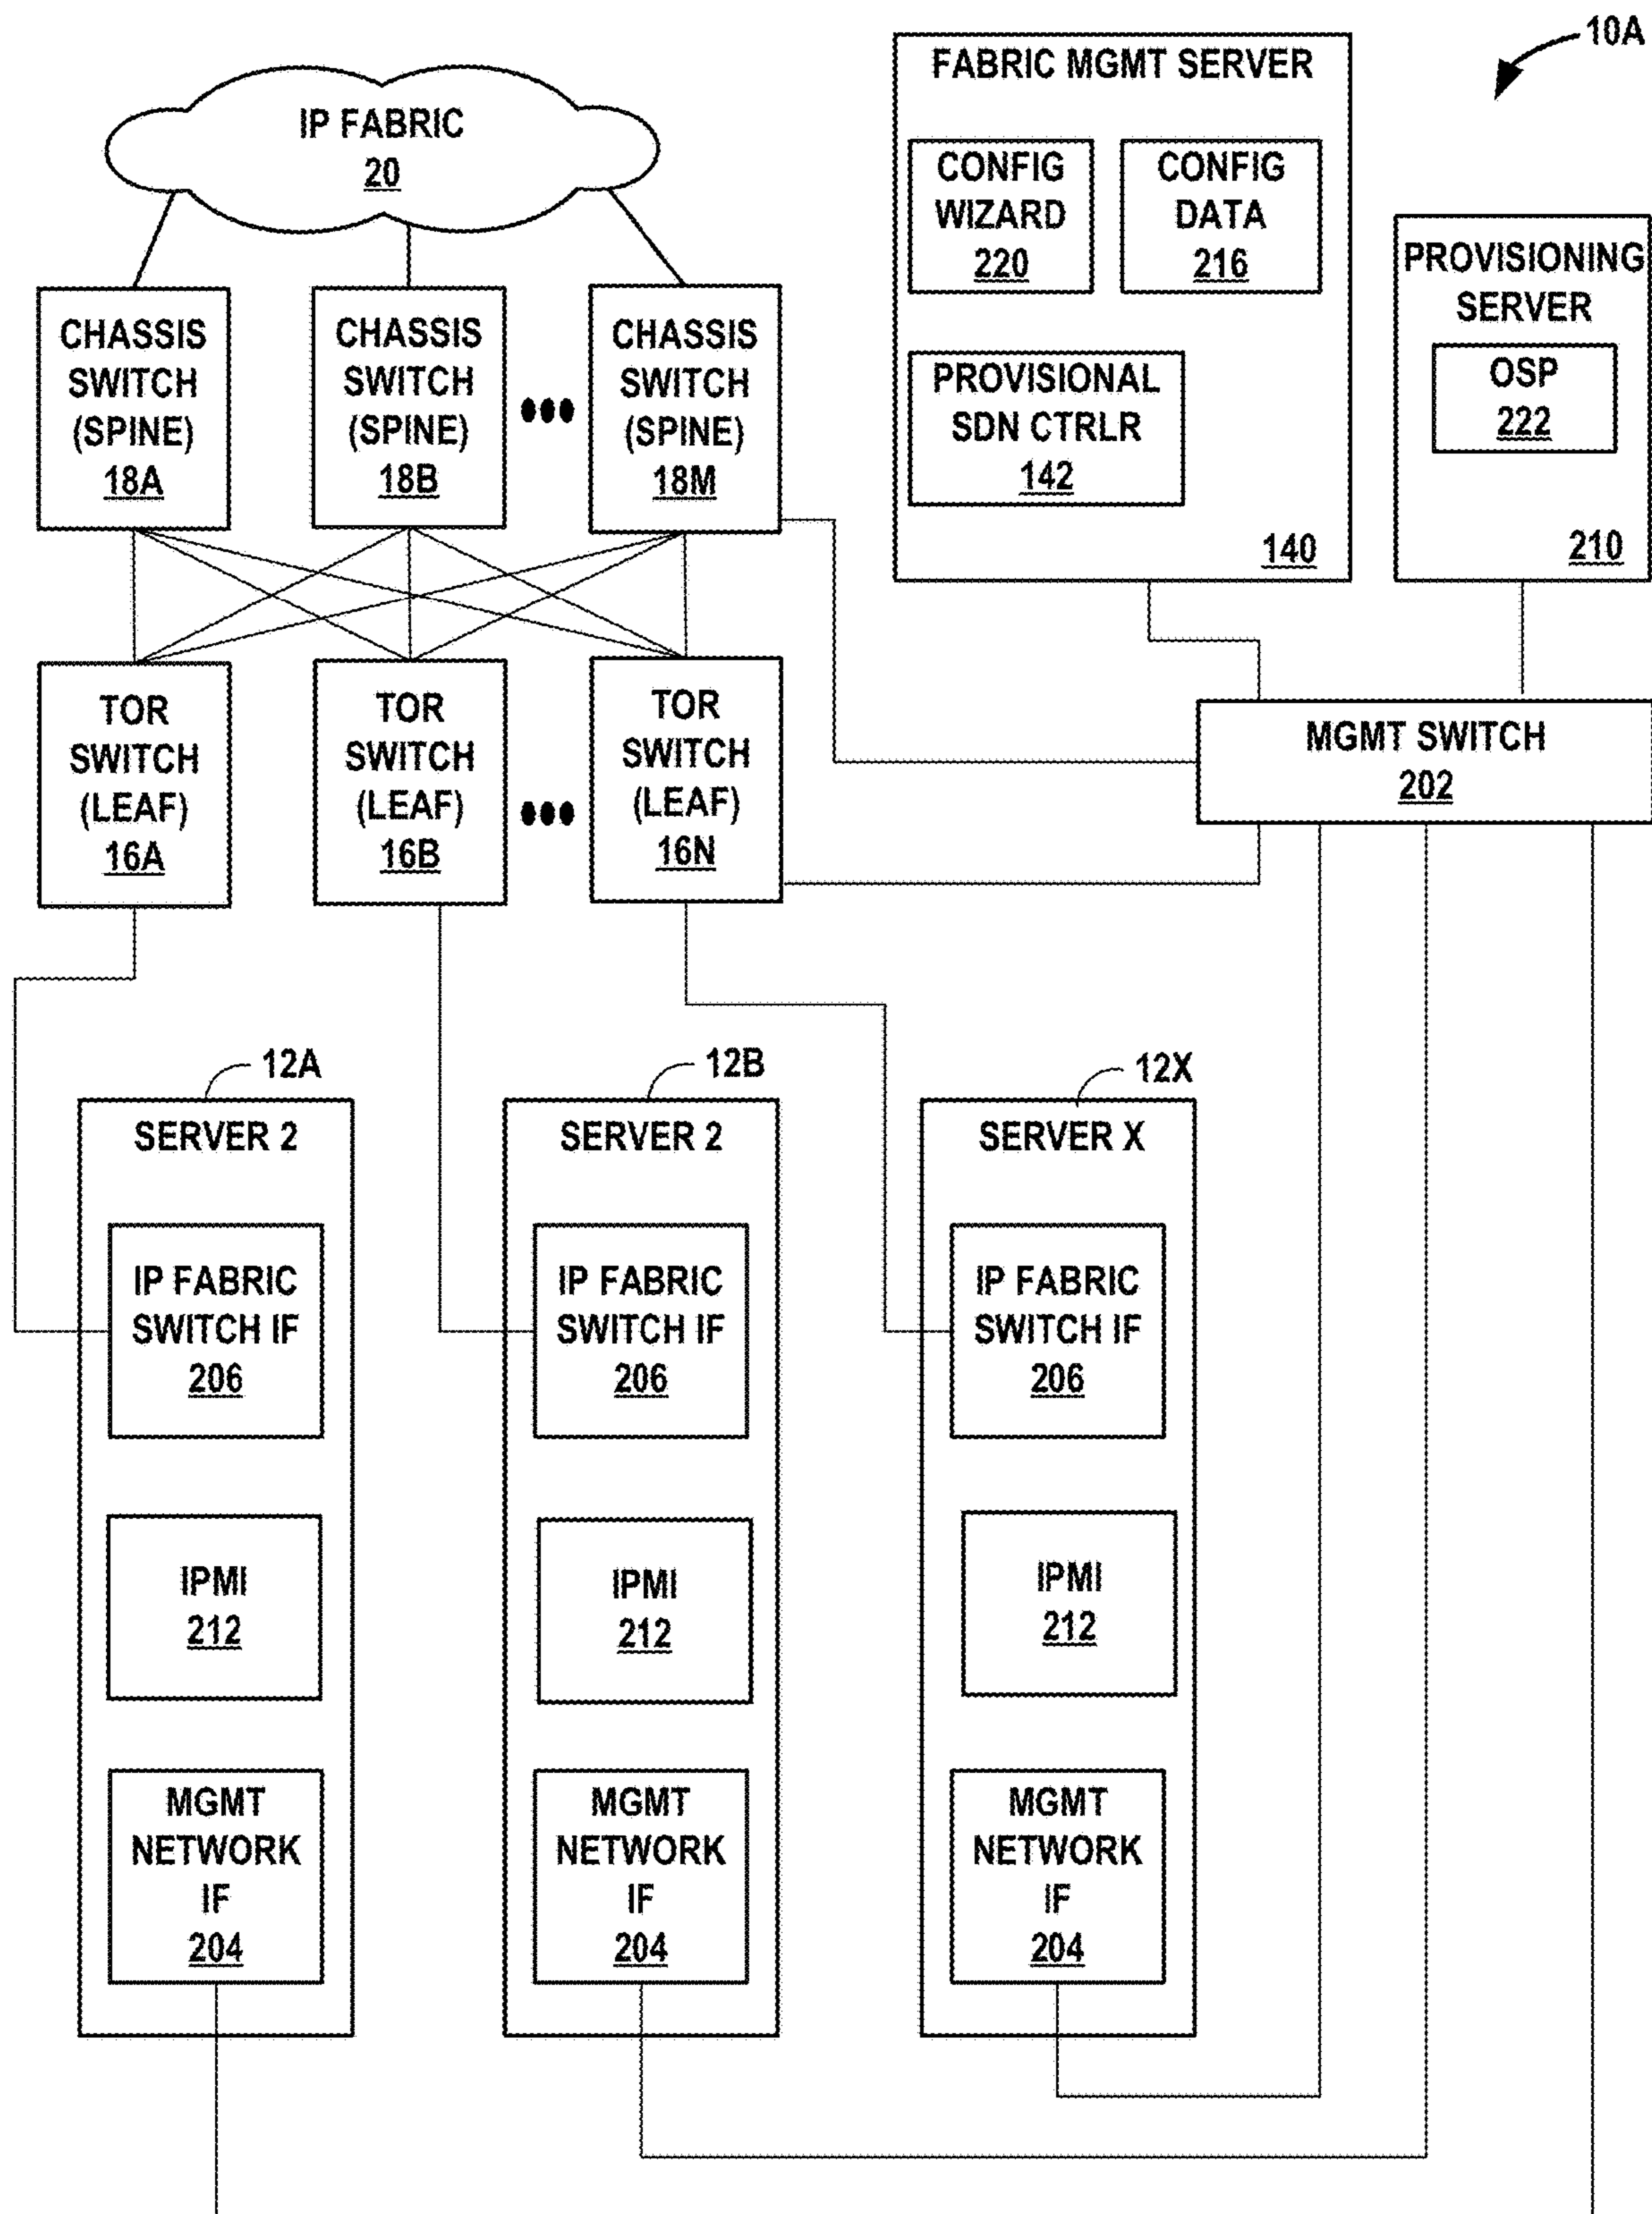 10A
IP FABRIC
20
FABRIC MGMT SERVER
CONFIG
WIZARD
220
CONFIG
DATA
216
PROVISIONAL
SDN CTRLR
142
140
PROVISIONING
SERVER
OSP
222
210
CHASSIS
SWITCH
(SPINE)
18A
CHASSIS
SWITCH
(SPINE)
18B
CHASSIS
SWITCH
(SPINE)
18M
TOR
SWITCH
(LEAF)
16A
TOR
SWITCH
(LEAF)
16B
TOR
SWITCH
(LEAF)
16N
MGMT SWITCH
202
12A
SERVER 2
IP FABRIC
SWITCH IF
206
IPMI
212
MGMT
NETWORK
IF
204
12B
SERVER 2
IP FABRIC
SWITCH IF
206
IPMI
212
MGMT
NETWORK
IF
204
12X
SERVER X
IP FABRIC
SWITCH IF
206
IPMI
212
MGMT
NETWORK
IF
204